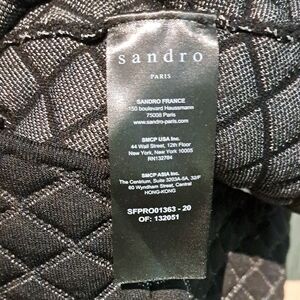 sandro
PARIS
SANDRO FRANCE
150 boulevard Haussmann
75008 Paris
www.sandro-paris.com
SMCP USA Inc.
44 Wall Street, 12th Floor
New York, New York 10005
RN132784
SMCP ASIA Inc.
The Centrium, Suite 3203A-5A, 32/F
60 Wyndham Street, Central
HONG-KONG
SFPRO01363 - 20
OF: 132051